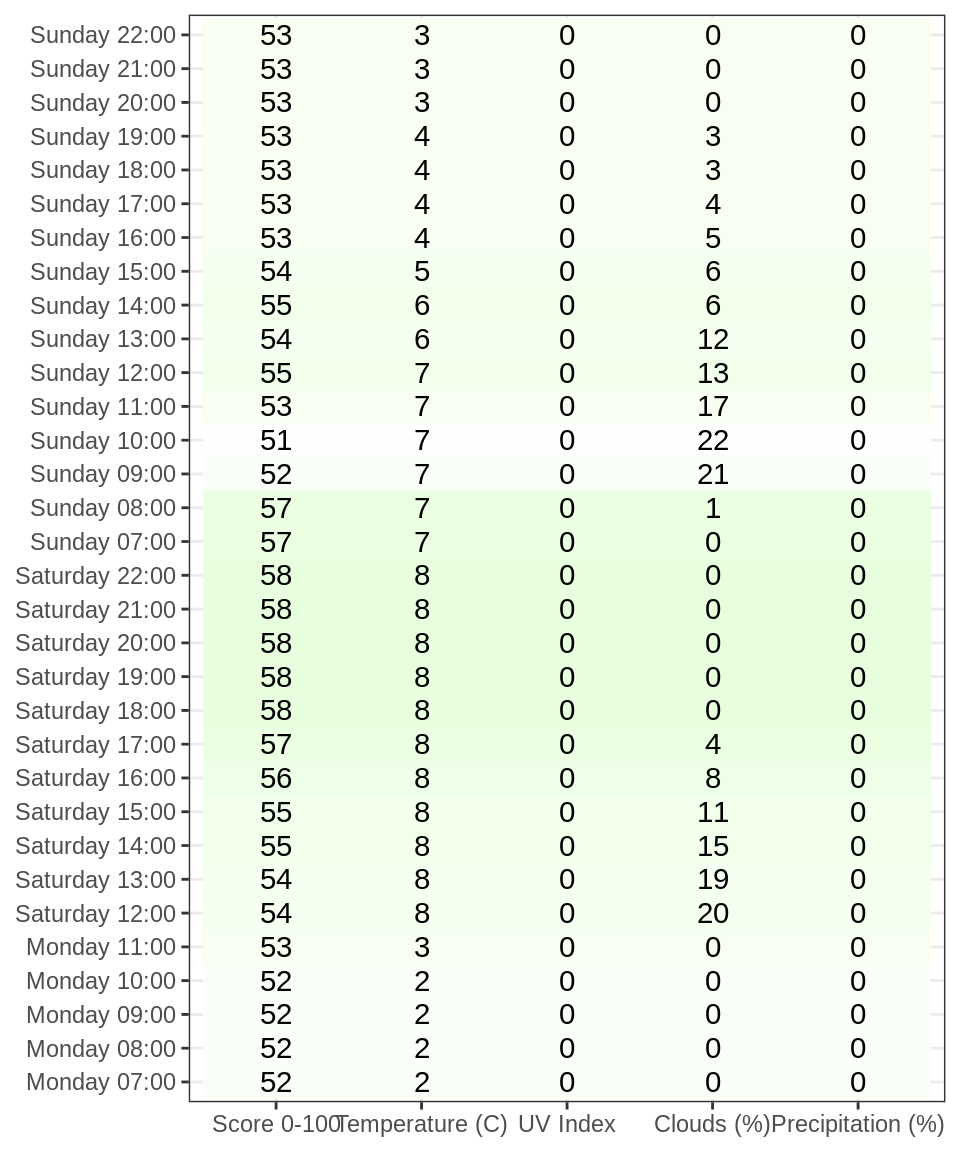 Sunday 22:00 53 3 0 0 0
Sunday 21:00 53 3 0 0 0
Sunday 20:00 53 3 0 0 0
Sunday 19:00 53 4 0 3 0
Sunday 18:00 53 4 0 3 0
Sunday 17:00 53 4 0 4 0
Sunday 16:00 53 4 0 5 0
Sunday 15:00 54 5 0 6 0
Sunday 14:00 55 6 0 6 0
Sunday 13:00 54 6 0 12 0
Sunday 12:00 55 7 0 13 0
Sunday 11:00 53 7 0 17 0
Sunday 10:00 51 7 0 22 0
Sunday 09:00 52 7 0 21 0
Sunday 08:00 57 7 0 1 0
Sunday 07:00 57 7 0 0 0
Saturday 22:00 58 8 0 0 0
Saturday 21:00 58 8 0 0 0
Saturday 20:00 58 8 0 0 0
Saturday 19:00 58 8 0 0 0
Saturday 18:00 58 8 0 0 0
Saturday 17:00 57 8 0 4 0
Saturday 16:00 56 8 0 8 0
Saturday 15:00 55 8 0 11 0
Saturday 14:00 55 8 0 15 0
Saturday 13:00 54 8 0 19 0
Saturday 12:00 54 8 0 20 0
Monday 11:00 53 3 0 0 0
Monday 10:00 52 2 0 0 0
Monday 09:00 52 2 0 0 0
Monday 08:00 52 2 0 0 0
Monday 07:00 52 2 0 0 0
Score 0-100 Temperature (C) UV Index Clouds (%) Precipitation (%)